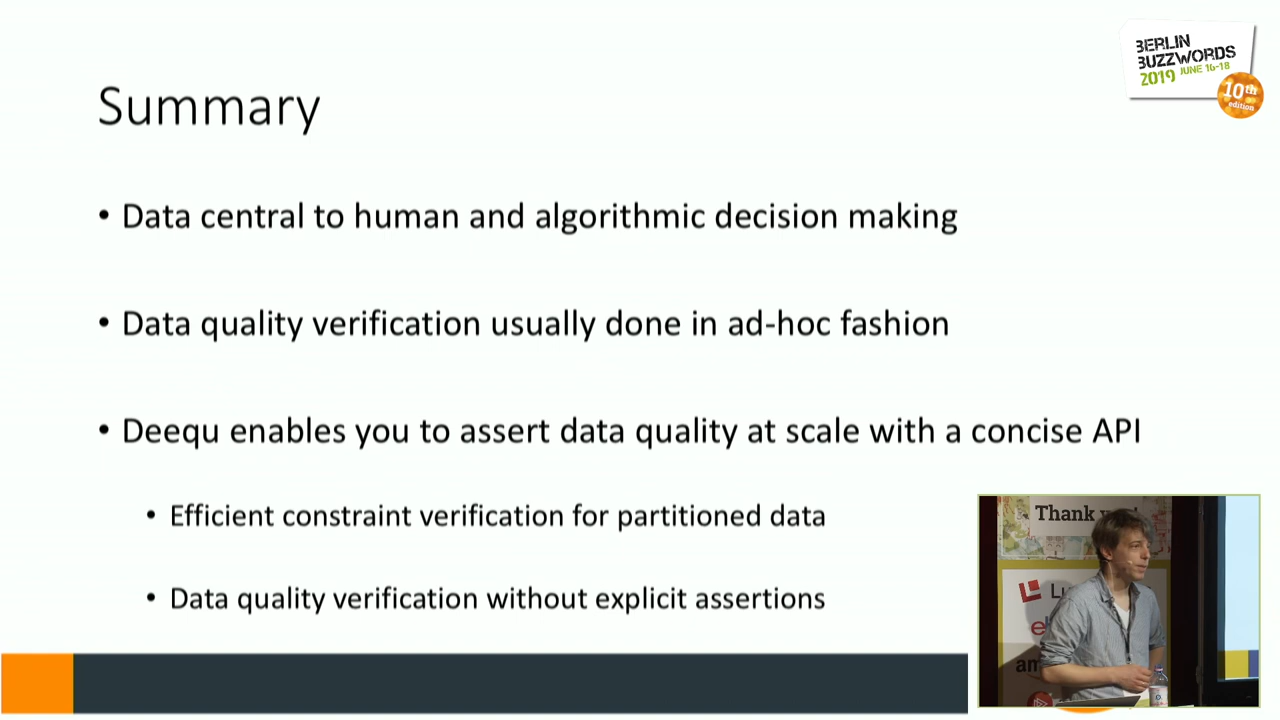 BERLIN
BUZZWORDS
2019 JUNE 16-18
10th
edition
Summary
• Data central to human and algorithmic decision making
• Data quality verification usually done in ad-hoc fashion
• Deequ enables you to assert data quality at scale with a concise API
• Efficient constraint verification for partitioned data
• Data quality verification without explicit assertions
Thank